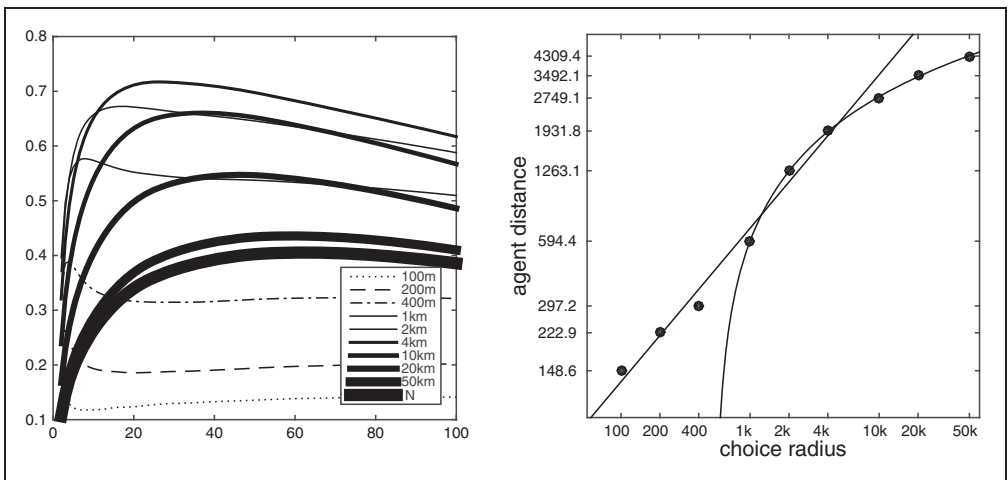 0.8
0.7
0.6
0.5
0.4
0.3
0.2
0.1
0 20 40 60 80 100
100m
200m
400m
1km
2km
4km
10km
20km
50km
N
agent distance
4309.4
3492.1
2749.1
1931.8
1263.1
594.4
297.2
222.9
148.6
100 200 400 1k 2k 4k 10k 20k 50k
choice radius